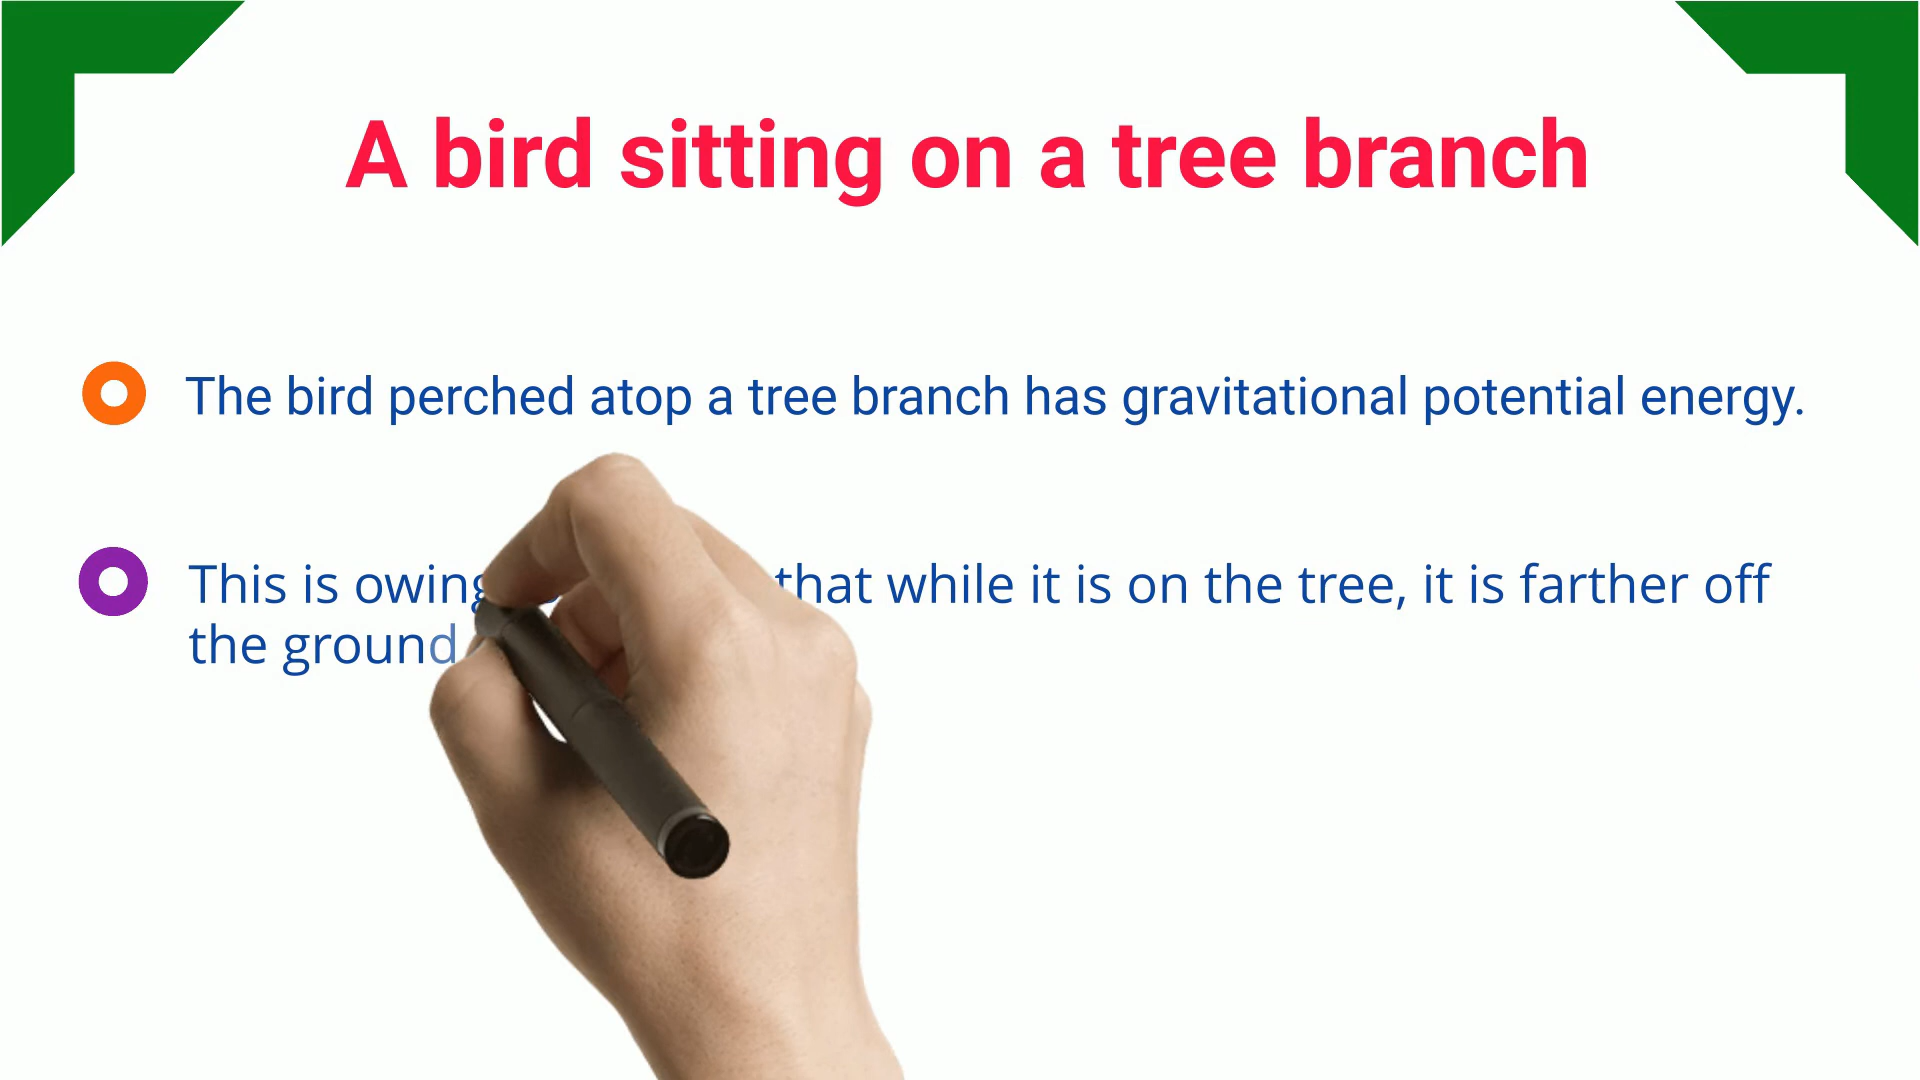 A bird sitting on a tree branch
The bird perched atop a tree branch has gravitational potential energy.
This is owing that while it is on the tree, it is farther off
the ground